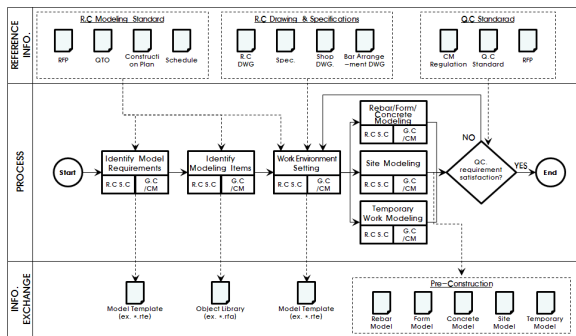 REFERENCE
INFO.
R.C Modeling Standard
RFP
QTO
Constructi
on Plan
Schedule
R.C Drawing & Specifications
R.C
DWG
Spec.
Shop
DWG.
Bar Arrange
-ment DWG
Q.C Standarad
CM
Regulation
Q.C
Standard
RFP
PROCESS
Start
Identify Model
Requirements
R.C S.C
G.C
/CM
Identify
Modeling Items
R.C S.C
G.C
/CM
Work Environment
Setting
R.C S.C
G.C
/CM
Rebar/Form/
Concrete Modeling
R.C S.C
G.C
/CM
Site Modeling
R.C S.C
G.C
/CM
Temporary
Work Modeling
R.C S.C
G.C
/CM
NO
Q.C.
requirement
satisfaction?
YES
End
INFO.
EXCHANGE
Model Template
(ex. *.rte)
Object Library
(ex. *.rfa)
Model Template
(ex. *.rte)
Pre-Construction
Rebar
Model
Form
Model
Concrete
Model
Site
Model
Temporary
Model